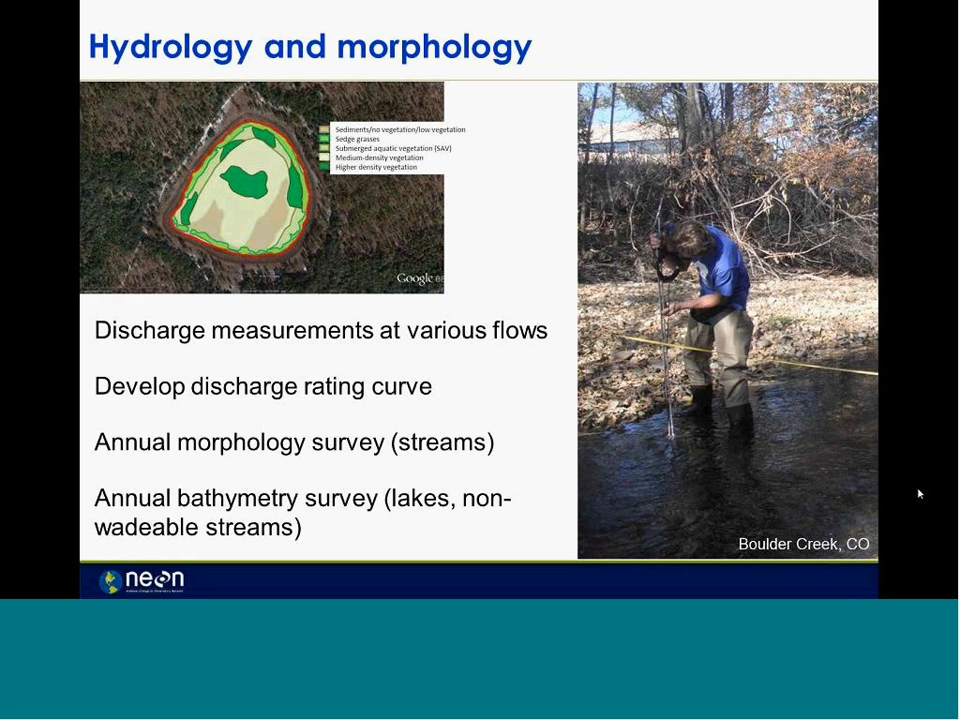 Hydrology and morphology
Sediments/no vegetation/low vegetation
Sedge grasses
Submerged aquatic vegetation (SAV)
Medium-density vegetation
Higher density vegetation
Google
Discharge measurements at various flows
Develop discharge rating curve
Annual morphology survey (streams)
Annual bathymetry survey (lakes, non-
wadeable streams)
Boulder Creek, CO
neon